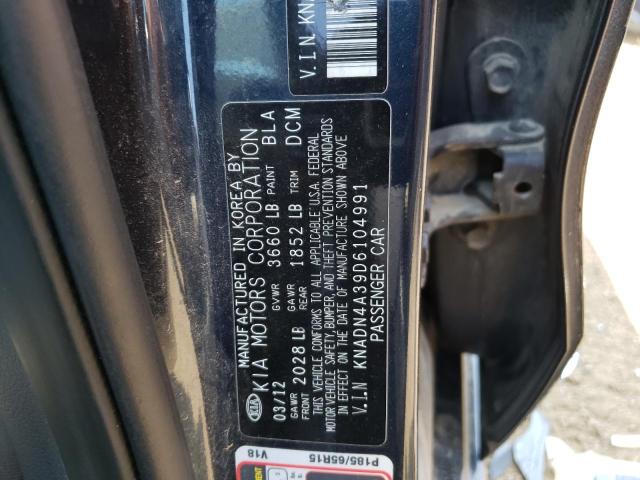 V.I.N KNA
MANUFACTURED IN KOREA BY
KIA KIA MOTORS CORPORATION
03/12 GVWR 3660 LB PAINT BLA
GAWR FRONT 2028 LB GAWR REAR 1852 LB TRIM DCM
THIS VEHICLE CONFORMS TO ALL APPLICABLE U.S.A. FEDERAL
MOTOR VEHICLE SAFETY, BUMPER, AND THEFT PREVENTION STANDARDS
IN EFFECT ON THE DATE OF MANUFACTURE SHOWN ABOVE
V.I.N KNADN4A39D6104991
PASSENGER CAR
V18 P185/65R15